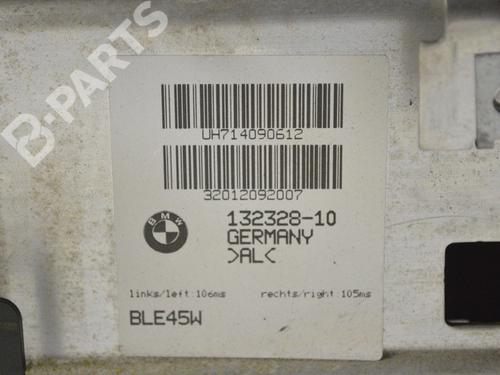 B-PARTS
UH714090612
32012092007
BMW
132328-10
GERMANY
>AL<
links/left:106ms rechts/right:105ms
BLE45W